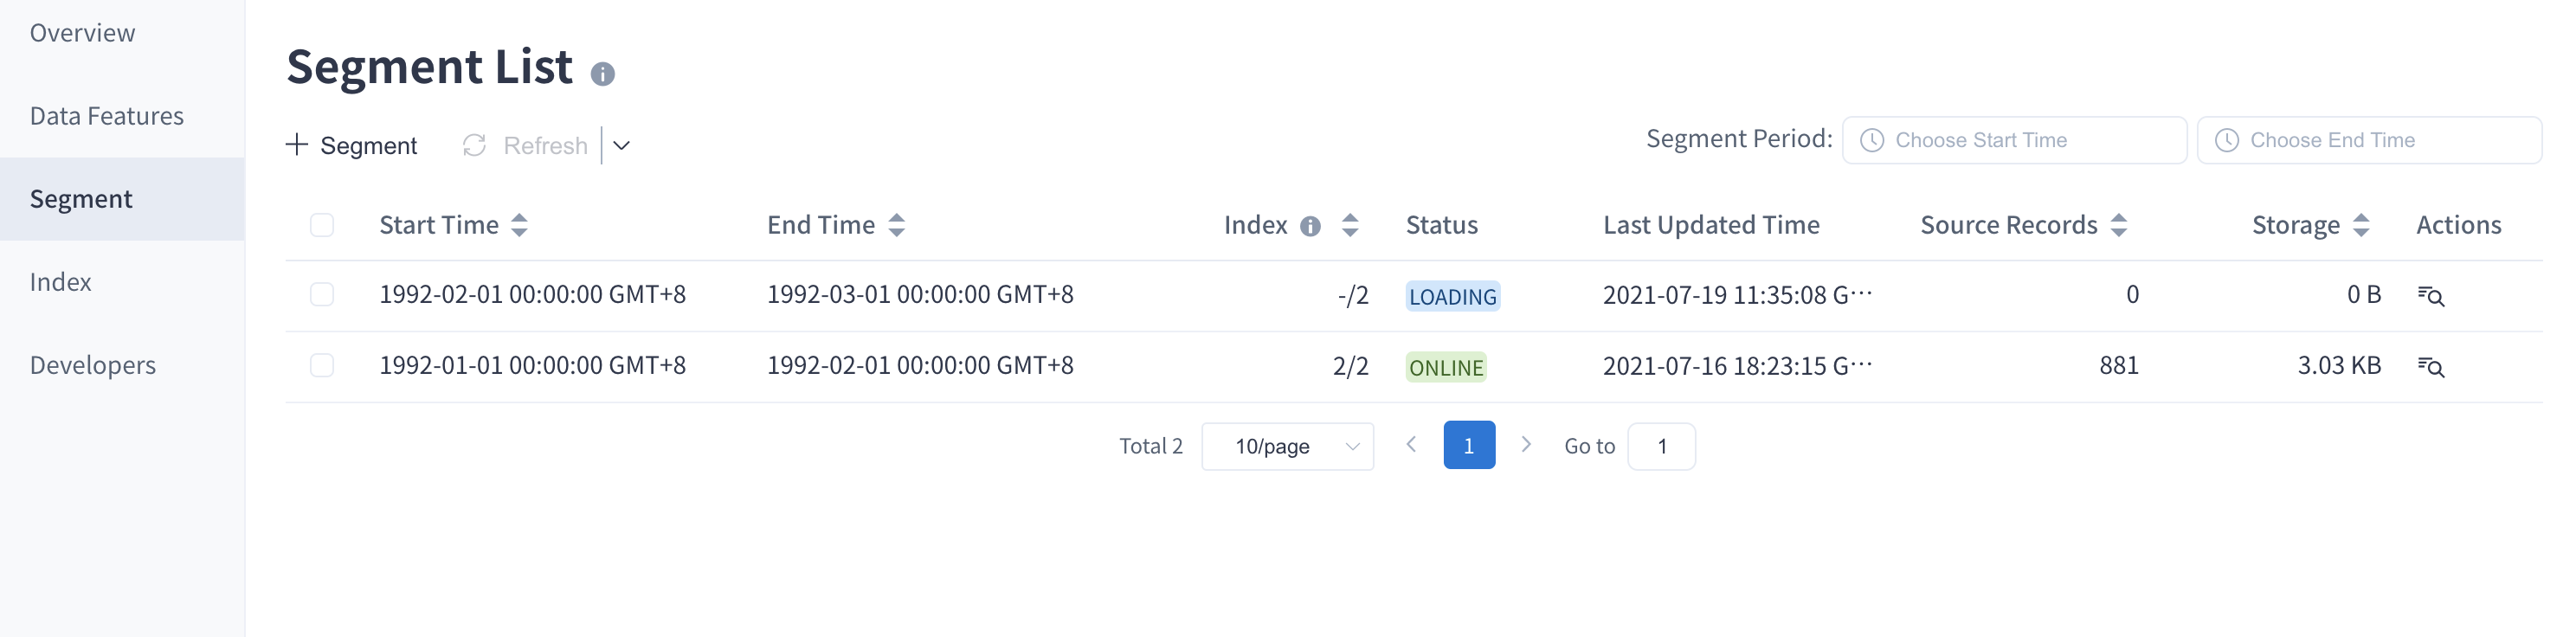 Overview
Data Features
Segment
Index
Developers
Segment List
Segment
Refresh
Segment Period: Choose Start Time Choose End Time
Start Time End Time Index Status Last Updated Time Source Records Storage Actions
1992-02-01 00:00:00 GMT+8 1992-03-01 00:00:00 GMT+8 -/2 LOADING 2021-07-19 11:35:08 G··· 0 0 B
1992-01-01 00:00:00 GMT+8 1992-02-01 00:00:00 GMT+8 2/2 ONLINE 2021-07-16 18:23:15 G··· 881 3.03 KB
Total 2 10/page 1 Go to 1